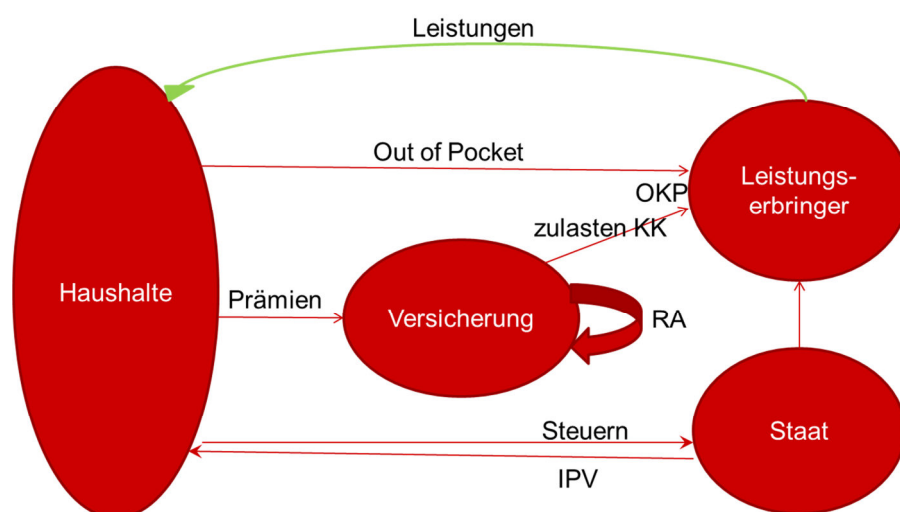 Leistungen
Out of Pocket
Leistungs-
erbringer
OKP
zulasten KK
Haushalte
Prämien
Versicherung
RA
Steuern
Staat
IPV